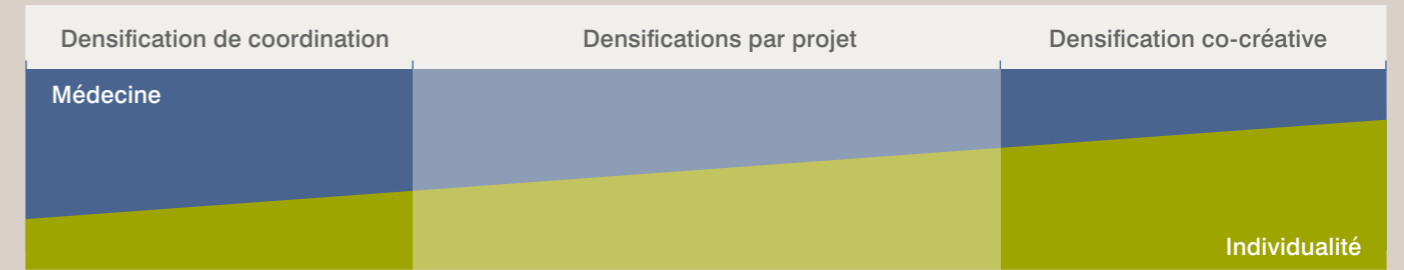 Densification de coordination
Densifications par projet
Densification co-créative
Médecine
Individualité